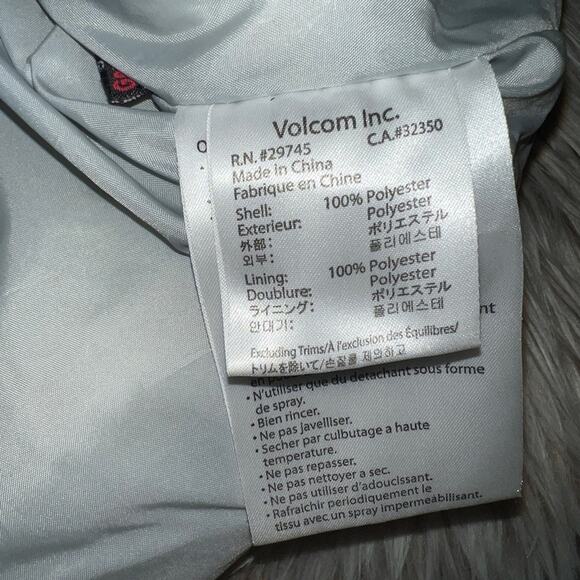 Volcom Inc.
R.N. #29745 C.A.#32350
Made in China
Fabrique en Chine
Shell: 100% Polyester
Exterieur: Polyester
外部: ポリエステル
외부: 폴리에스테
Lining: 100% Polyester
Doublure: Polyester
ライニング: ポリエステル
안대기: 폴리에스테
Excluding Trims/À l'exclusion des Équilibres/
トリムを除いて/손질을 제외하고
• N'utiliser que du detachant sous forme
de spray.
• Bien rincer.
• Ne pas javelliser.
• Secher par culbutage a haute
temperature.
• Ne pas repasser.
• Ne pas nettoyer a sec.
• Ne pas utiliser d'adoucissant.
• Rafraichir periodiquement le
tissu avec un spray impermeabilisant.